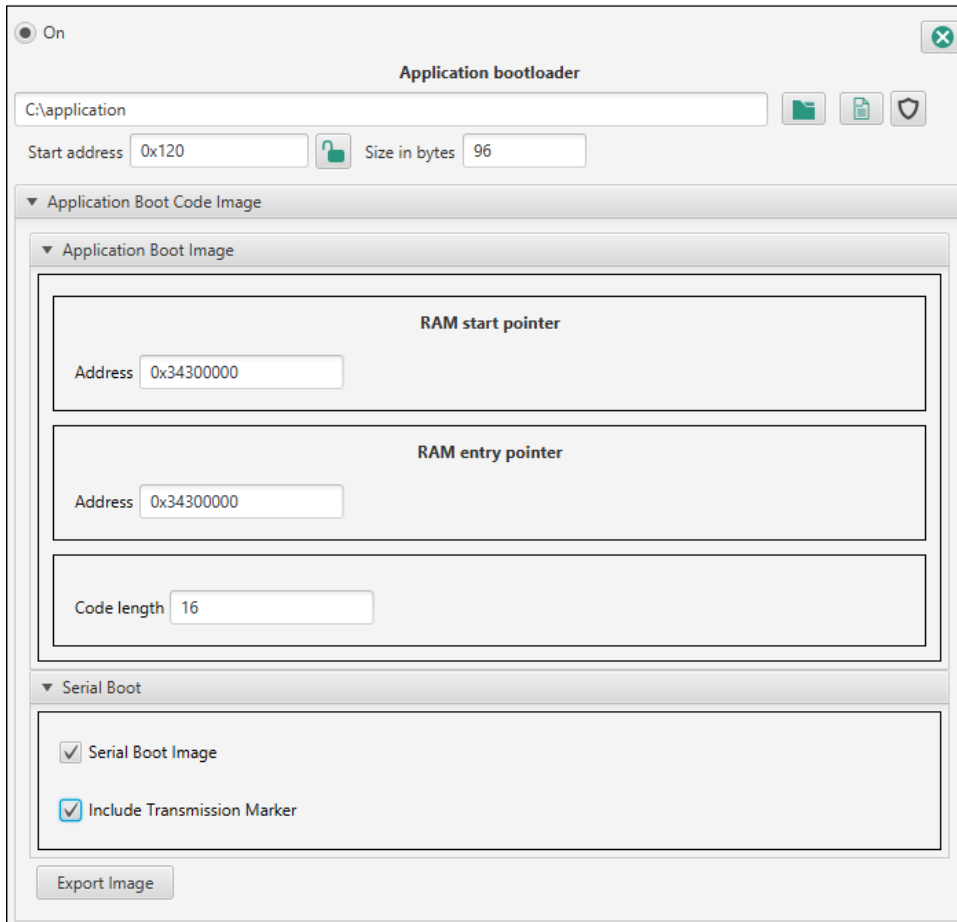 On
Application bootloader
C:\application
Start address 0x120 Size in bytes 96
Application Boot Code Image
Application Boot Image
RAM start pointer
Address 0x34300000
RAM entry pointer
Address 0x34300000
Code length 16
Serial Boot
Serial Boot Image
Include Transmission Marker
Export Image